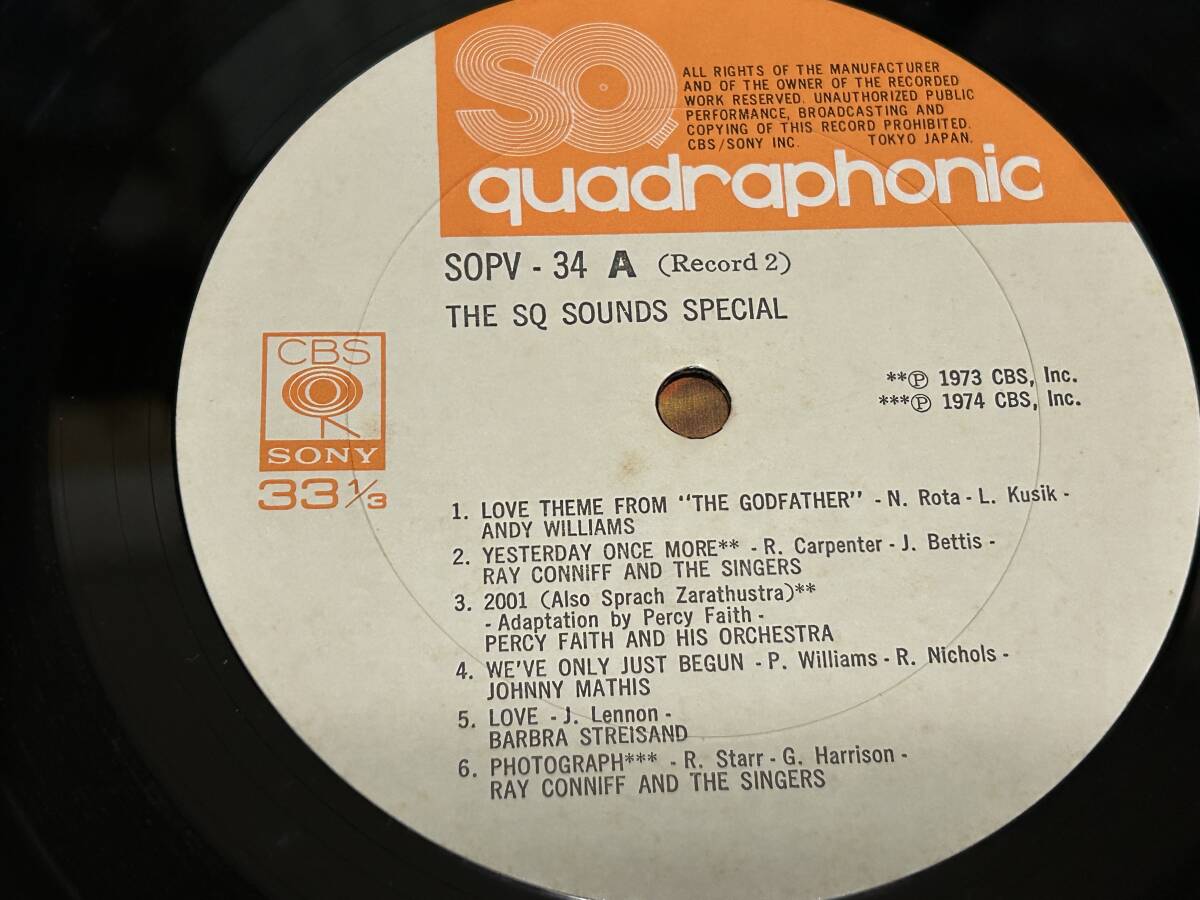 SQ
ALL RIGHTS OF THE MANUFACTURER
AND OF THE OWNER OF THE RECORDED
WORK RESERVED. UNAUTHORIZED PUBLIC
PERFORMANCE, BROADCASTING AND
COPYING OF THIS RECORD PROHIBITED.
CBS/SONY INC. TOKYO JAPAN.
quadraphonic
SOPV - 34 A (Record 2)
THE SQ SOUNDS SPECIAL
CBS
SONY
33 1/3
**Ⓟ 1973 CBS, Inc.
***Ⓟ 1974 CBS, Inc.
1. LOVE THEME FROM "THE GODFATHER" - N. Rota - L. Kusik -
ANDY WILLIAMS
2. YESTERDAY ONCE MORE** - R. Carpenter - J. Bettis -
RAY CONNIFF AND THE SINGERS
3. 2001 (Also Sprach Zarathustra)**
- Adaptation by Percy Faith -
PERCY FAITH AND HIS ORCHESTRA
4. WE'VE ONLY JUST BEGUN - P. Williams - R. Nichols -
JOHNNY MATHIS
5. LOVE - J. Lennon -
BARBRA STREISAND
6. PHOTOGRAPH*** - R. Starr - G. Harrison -
RAY CONNIFF AND THE SINGERS